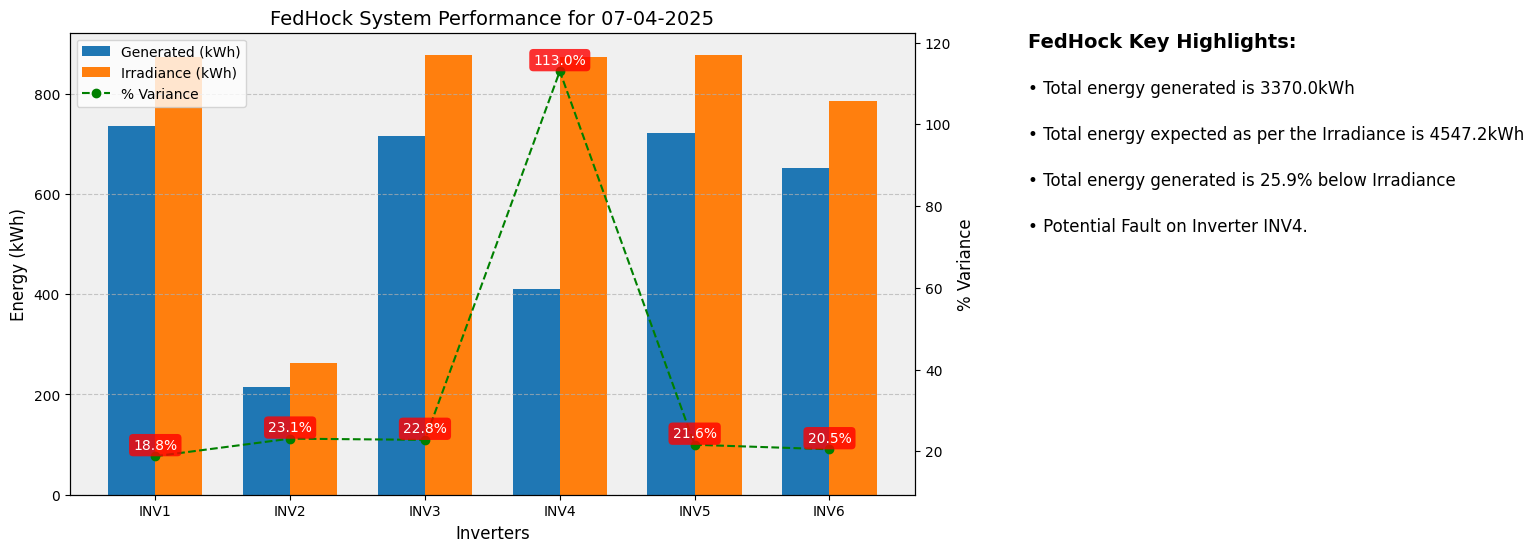 FedHock System Performance for 07-04-2025
Generated (kWh)
Irradiance (kWh)
% Variance
Energy (kWh)
800
600
400
200
0
120
100
80
60
40
20
% Variance
18.8%
23.1%
22.8%
113.0%
21.6%
20.5%
INV1 INV2 INV3 INV4 INV5 INV6
Inverters
FedHock Key Highlights:
• Total energy generated is 3370.0kWh
• Total energy expected as per the Irradiance is 4547.2kWh
• Total energy generated is 25.9% below Irradiance
• Potential Fault on Inverter INV4.